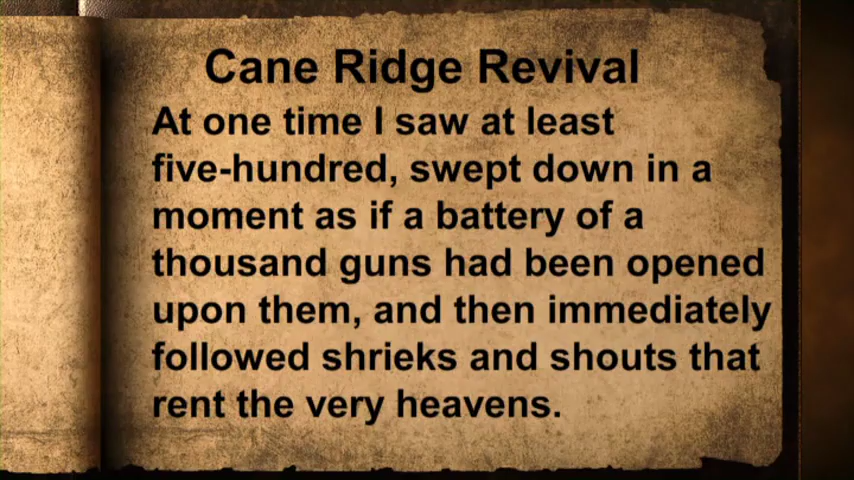 Cane Ridge Revival
At one time I saw at least
five-hundred, swept down in a
moment as if a battery of a
thousand guns had been opened
upon them, and then immediately
followed shrieks and shouts that
rent the very heavens.